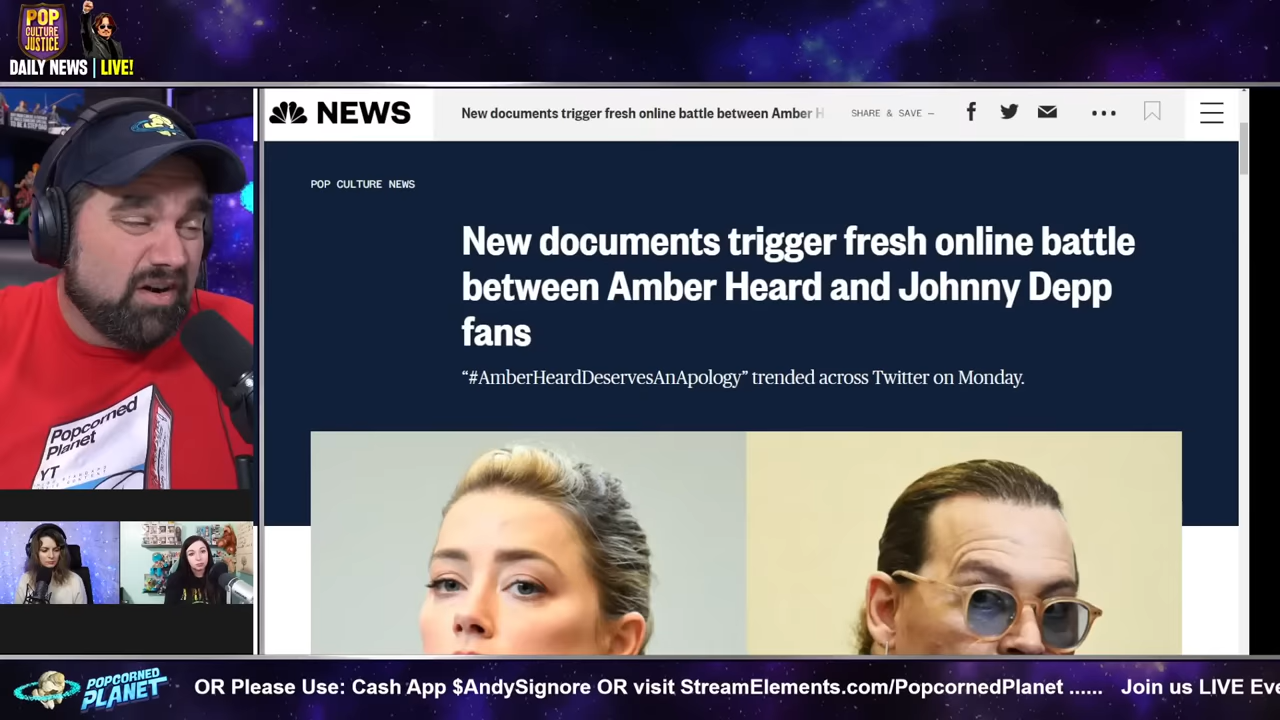 POP
CULTURE
JUSTICE
DAILY NEWS | LIVE!
NEWS
New documents trigger fresh online battle between Amber H
SHARE & SAVE —
POP CULTURE NEWS
New documents trigger fresh online battle
between Amber Heard and Johnny Depp
fans
“#AmberHeardDeservesAnApology” trended across Twitter on Monday.
Popcorned
Planet
YT
POPCORNED
PLANET
OR Please Use: Cash App $AndySignore OR visit StreamElements.com/PopcornedPlanet ...... Join us LIVE Eve